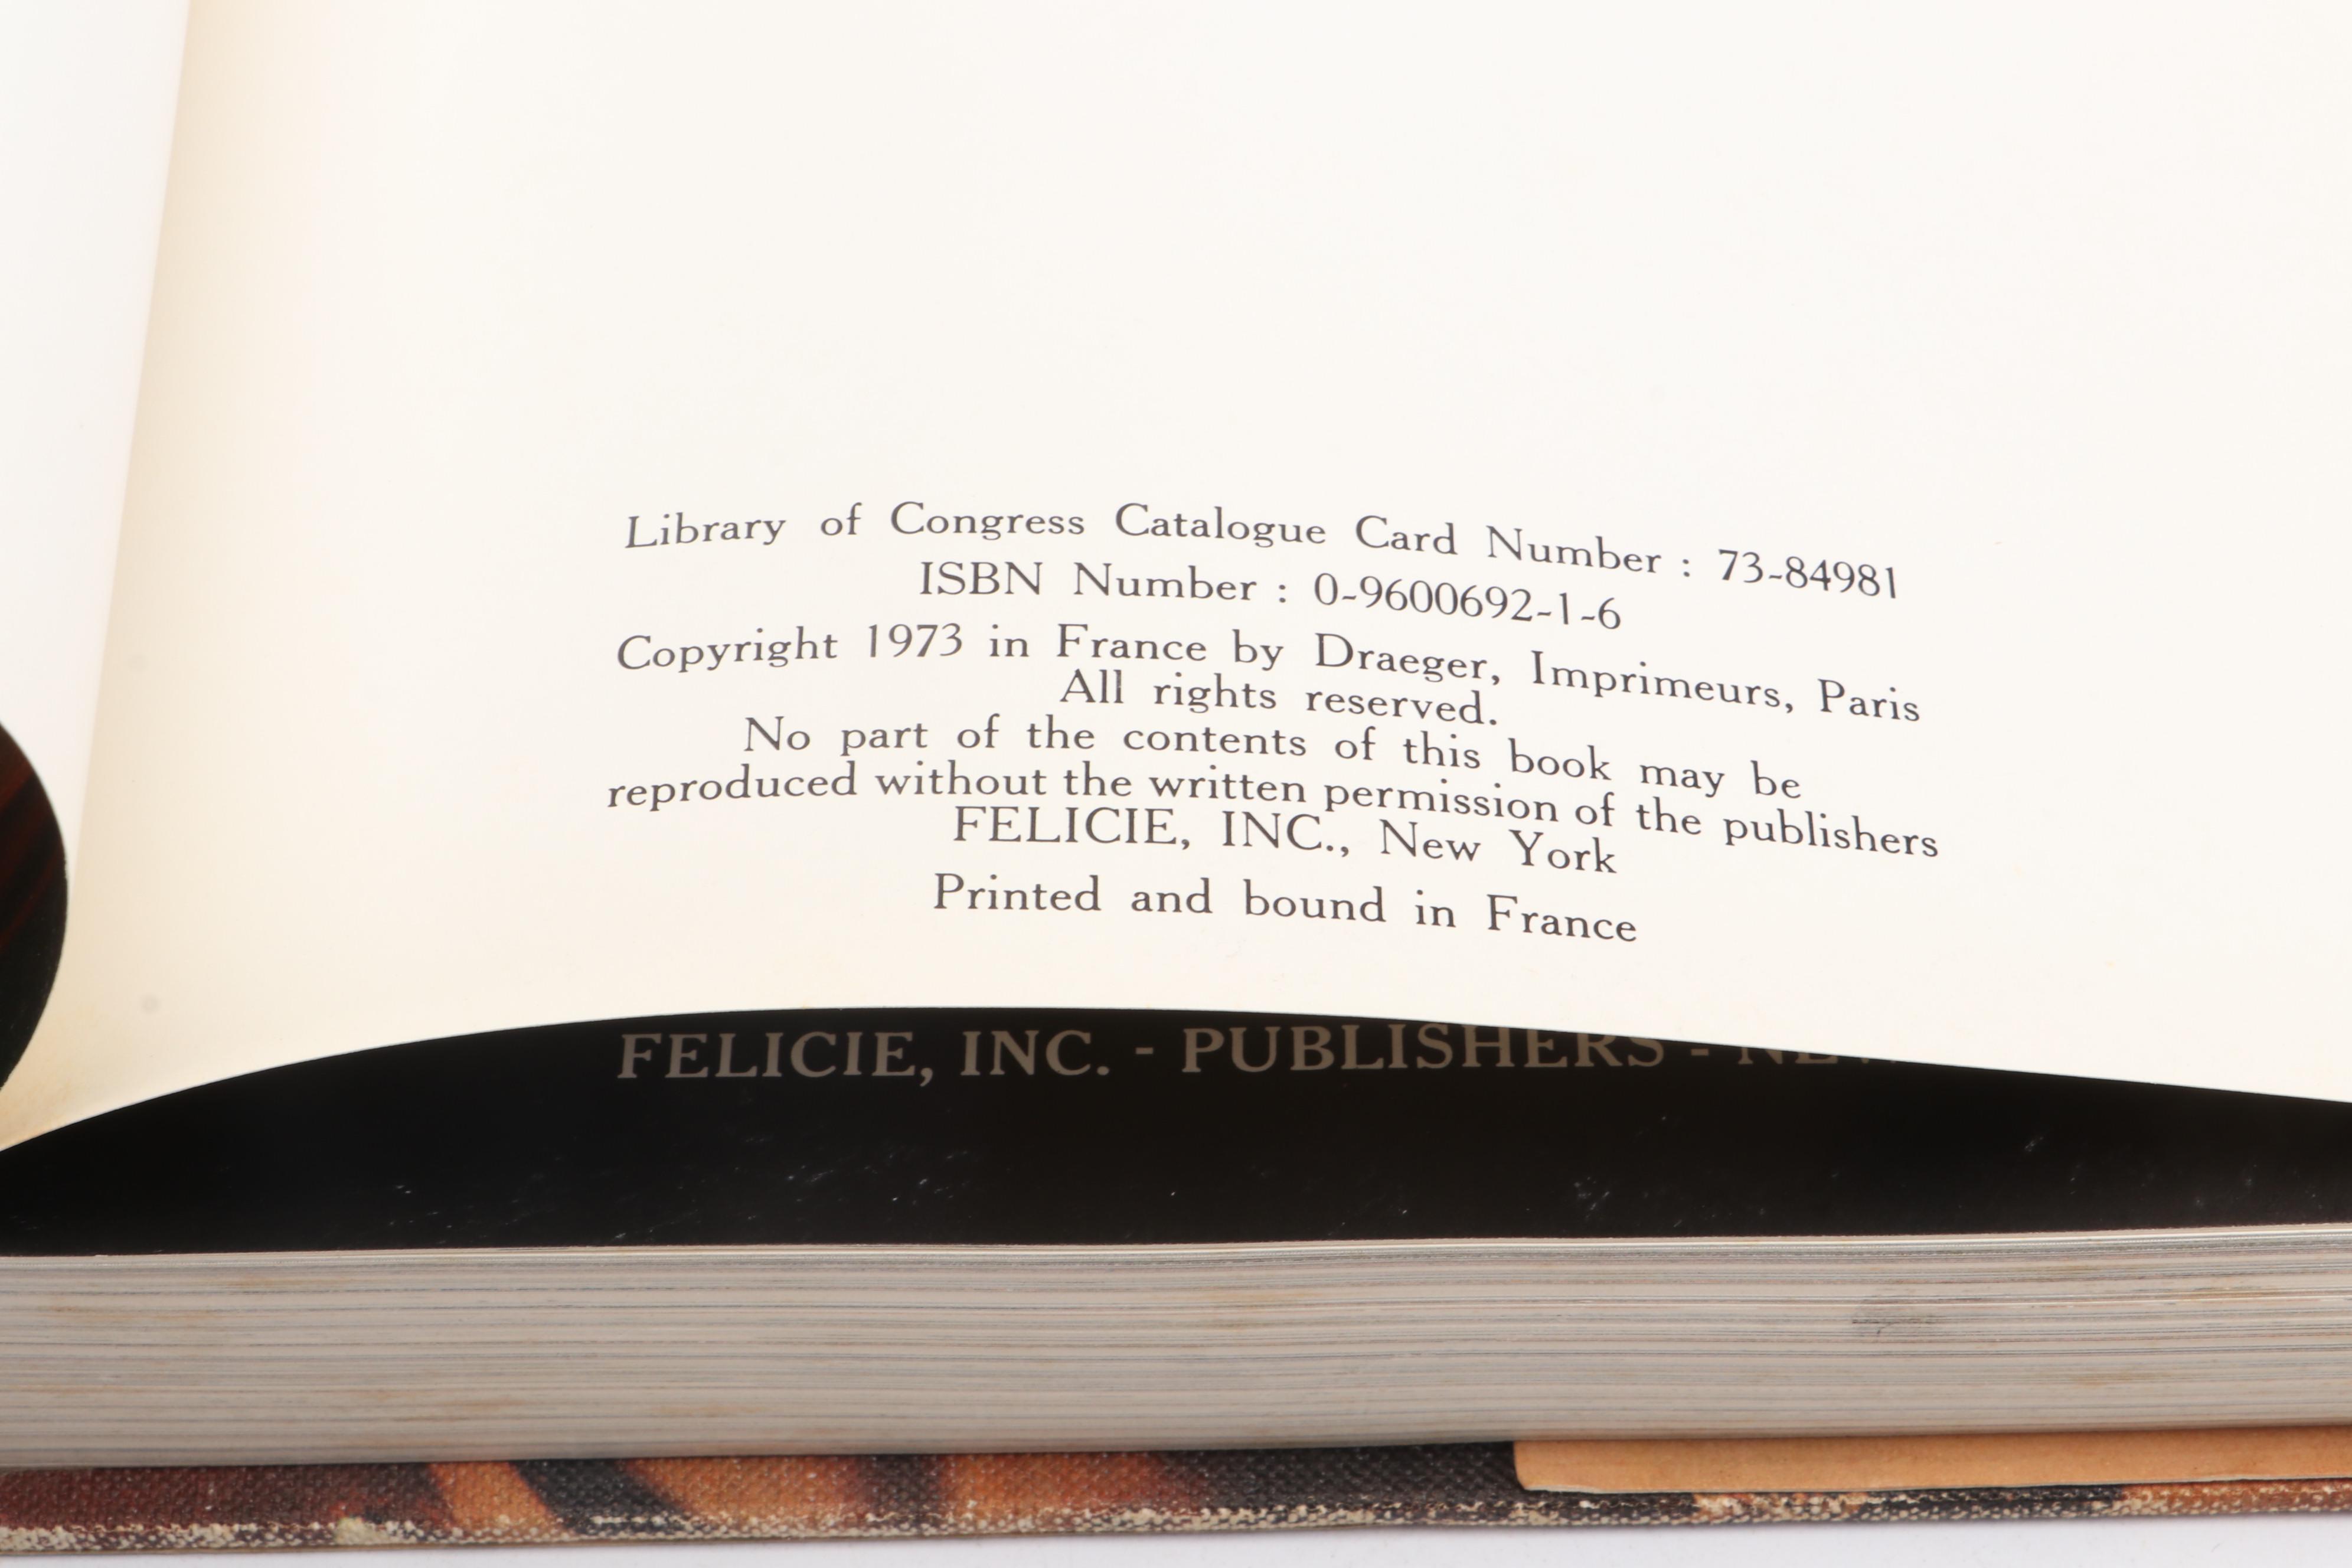 Library of Congress Catalogue Card Number : 73-84981
ISBN Number : 0-9600692-1-6
Copyright 1973 in France by Draeger, Imprimeurs, Paris
All rights reserved.
No part of the contents of this book may be
reproduced without the written permission of the publishers
FELICIE, INC., New York
Printed and bound in France
FELICIE, INC. - PUBLISHERS -